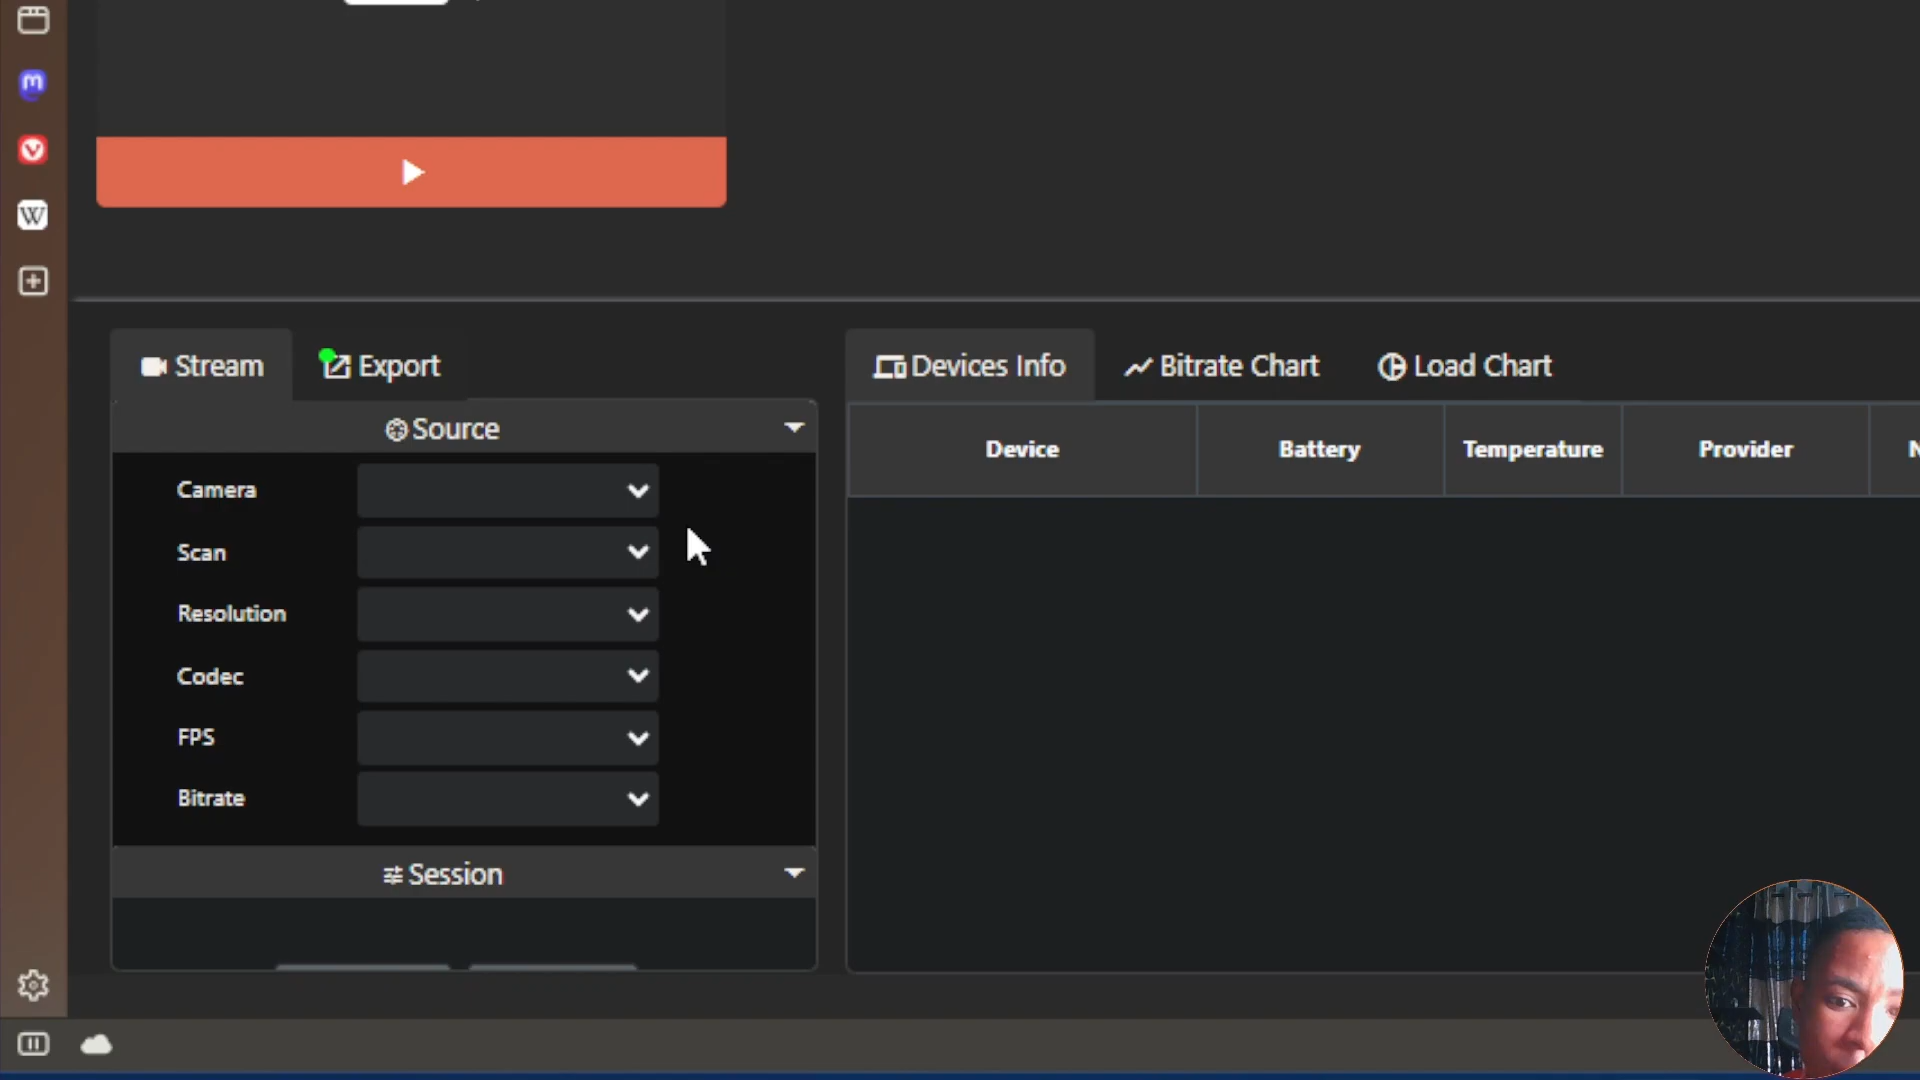 Stream
Export
Source
Camera
Scan
Resolution
Codec
FPS
Bitrate
Session
Devices Info
Bitrate Chart
Load Chart
Device
Battery
Temperature
Provider